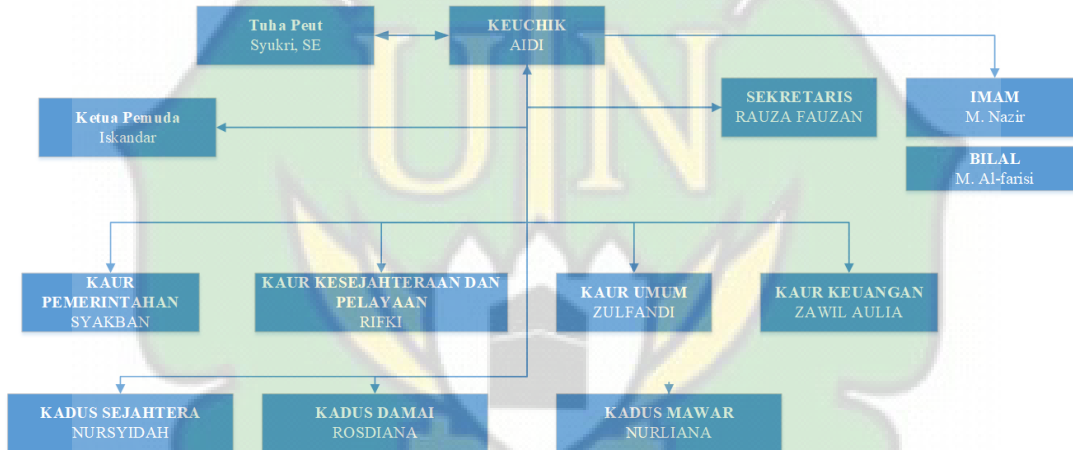 Tuha Peut
Syukri, SE
KEUCHIK
AIDI
SEKRETARIS
RAUZA FAUZAN
IMAM
M. Nazir
Ketua Pemuda
Iskandar
BILAL
M. Al-farisi
KAUR
PEMERINTAHAN
SYAKBAN
KAUR KESEJAHTERAAN DAN
PELAYAAN
RIFKI
KAUR UMUM
ZULFANDI
KAUR KEUANGAN
ZAWIL AULIA
KADUS SEJAHTERA
NURSYIDAH
KADUS DAMAI
ROSDIANA
KADUS MAWAR
NURLIANA
UIN